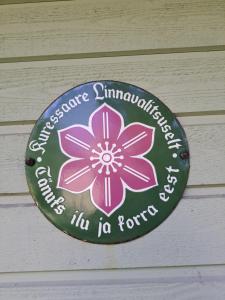 Kuressaare Linnavalitsuselt
Tänuks ilu ja korra eest